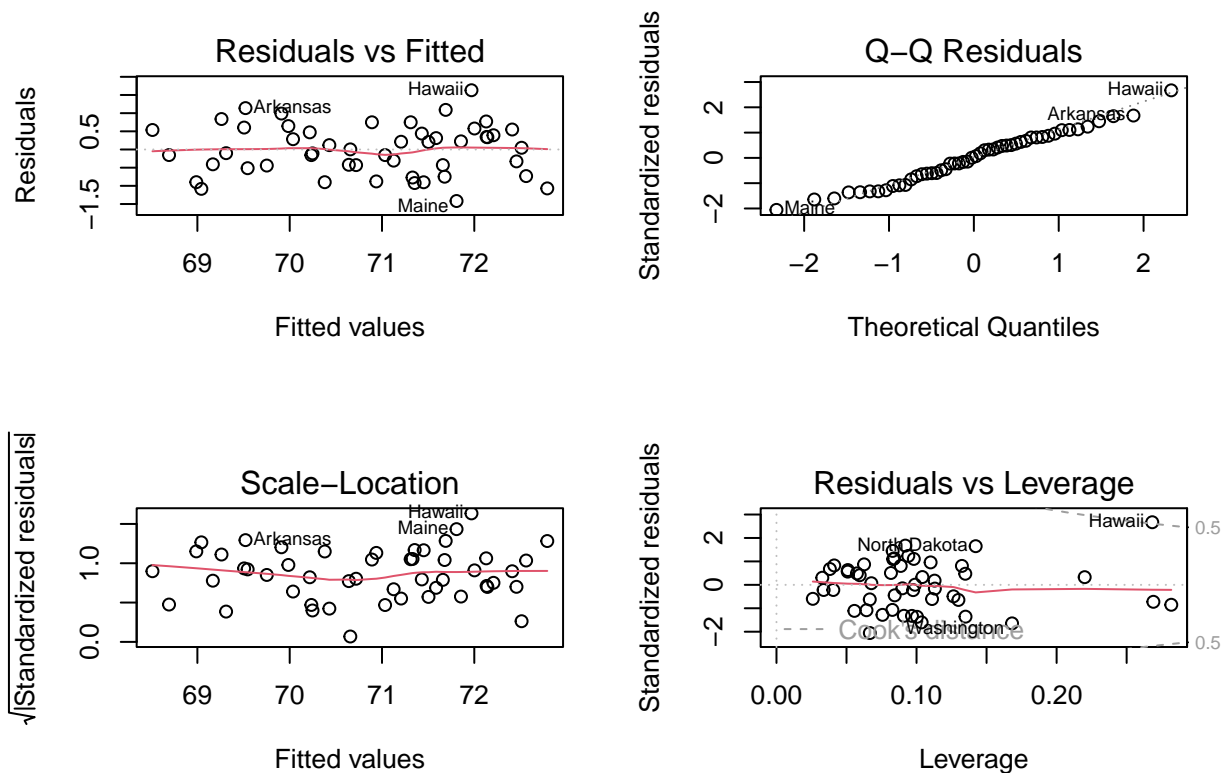 Residuals vs Fitted
Residuals
0.5
−1.5
Hawaii
Arkansas
Maine
69 70 71 72
Fitted values
Q−Q Residuals
Standardized residuals
2
0
−2
Hawaii
Arkansas
Maine
−2 −1 0 1 2
Theoretical Quantiles
Scale−Location
√|Standardized residuals|
1.0
0.0
Hawaii
Maine
Arkansas
69 70 71 72
Fitted values
Residuals vs Leverage
Standardized residuals
2
0
−2
Hawaii
0.5
North Dakota
Washington
Cook's distance
0.5
0.00 0.10 0.20
Leverage